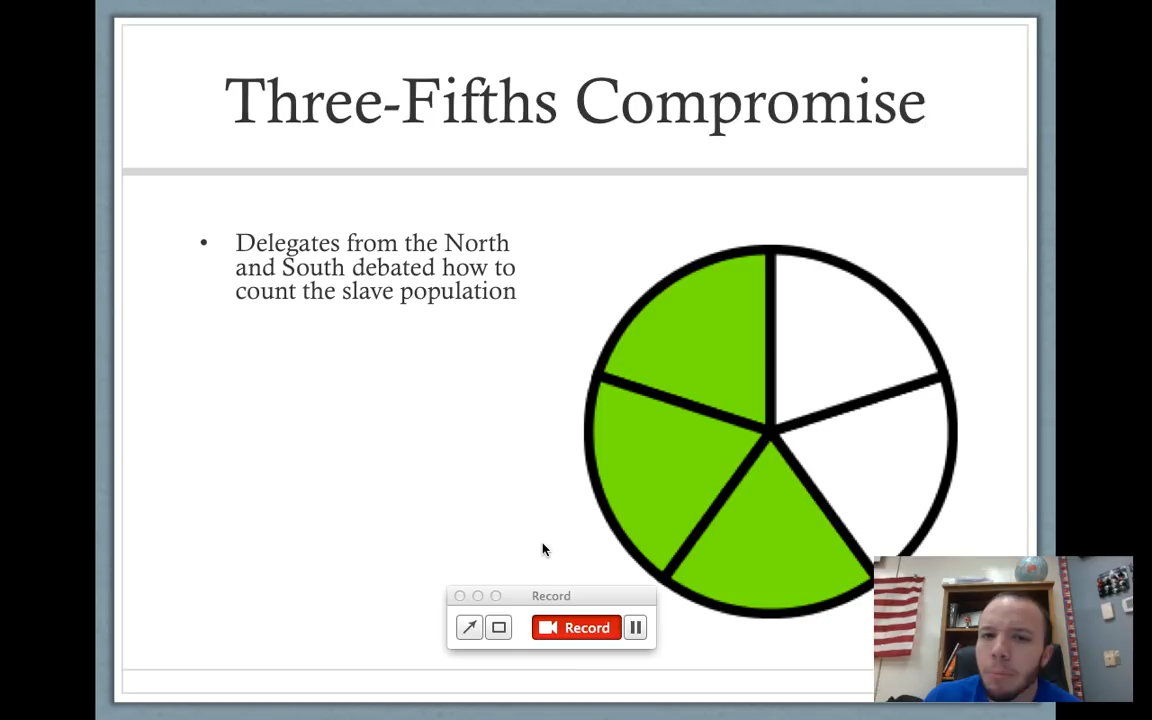 Three-Fifths Compromise
• Delegates from the North
and South debated how to
count the slave population
Record
Record